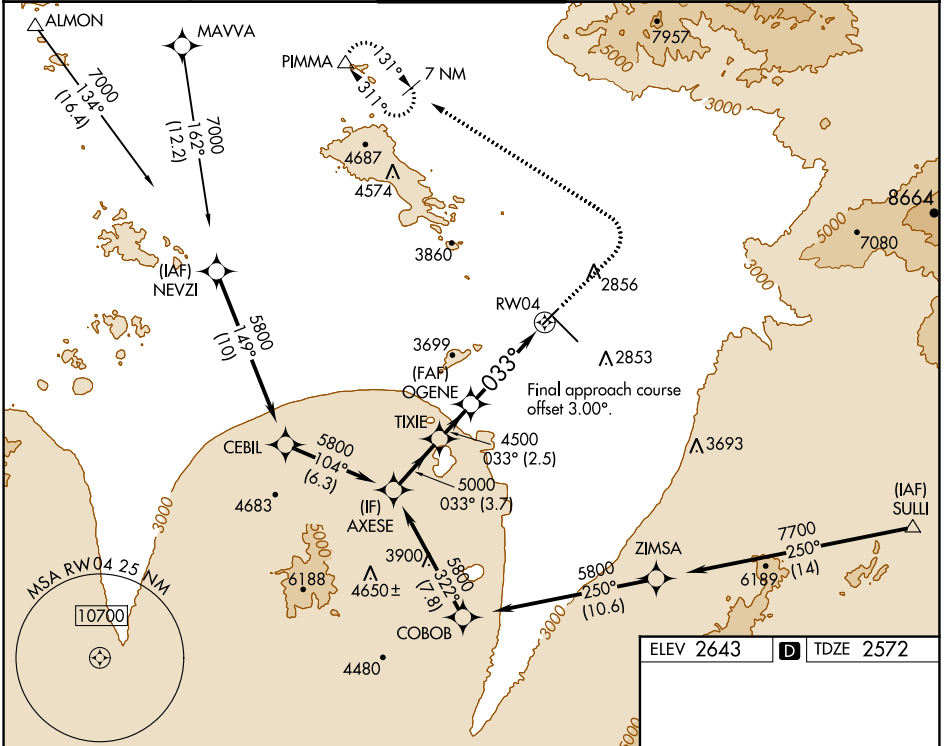 ALMON
MAVVA
PIMMA
131°
311°
7 NM
7957
5000
3000
7000
134°
(16.4)
7000
162°
(12.2)
4687
4574
3860
8664
7080
5000
3000
(IAF)
NEVZI
2856
RW04
5800
149°
(10)
3699
(FAF)
OGENE
033°
2853
Final approach course
offset 3.00°.
TIXIE
4500
033° (2.5)
CEBIL
5800
104°
(6.3)
5000
033° (3.7)
3693
4683
(IF)
AXESE
(IAF)
SULLI
3000
5000
6188
3900
4650±
5800
322°
(7.8)
ZIMSA
7700
250°
(14)
6189
5800
250°
(10.6)
MSA RW04 25 NM
10700
COBOB
3000
4480
5000
ELEV 2643
D
TDZE 2572